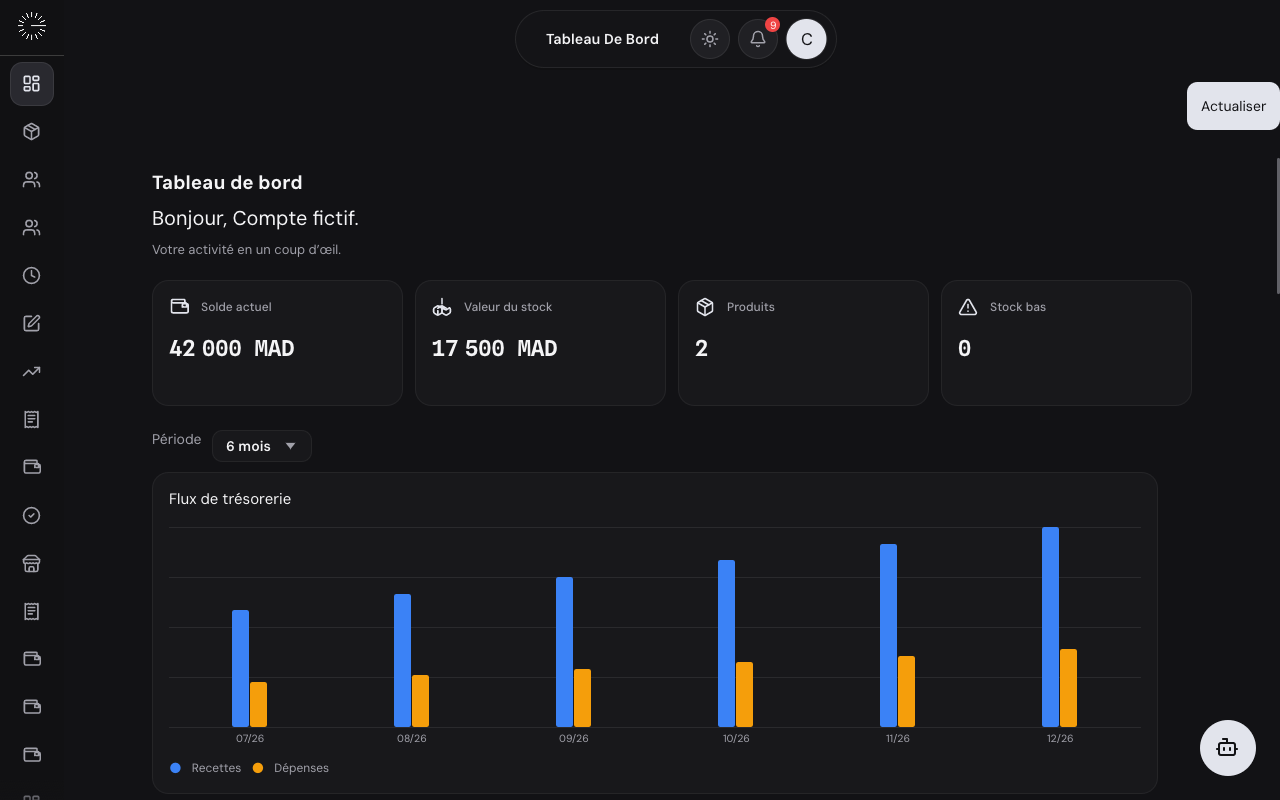 Tableau De Bord
9
C
Actualiser
Tableau de bord
Bonjour, Compte fictif.
Votre activité en un coup d’œil.
Solde actuel
42 000 MAD
Valeur du stock
17 500 MAD
Produits
2
Stock bas
0
Période
6 mois
Flux de trésorerie
07/26 08/26 09/26 10/26 11/26 12/26
Recettes Dépenses